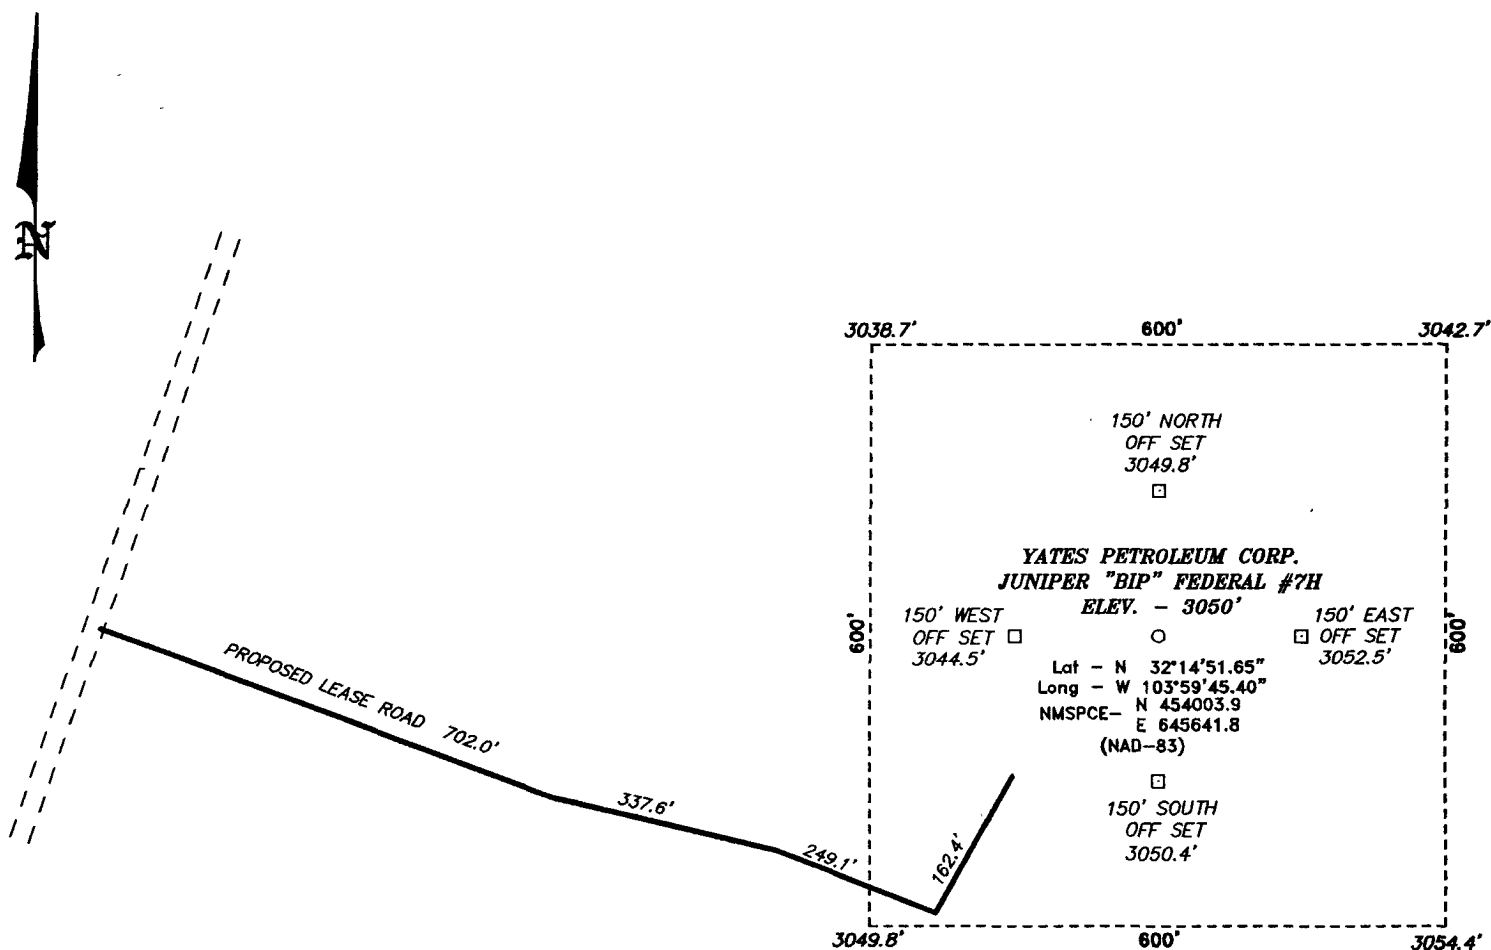 N
3038.7' 600' 3042.7'
150' NORTH
OFF SET
3049.8'
YATES PETROLEUM CORP.
JUNIPER "BIP" FEDERAL #7H
ELEV. - 3050'
600'
150' WEST
OFF SET
3044.5'
150' EAST
OFF SET
3052.5'
600'
Lat - N 32°14'51.65"
Long - W 103°59'45.40"
NMSPCE- N 454003.9
E 645641.8
(NAD-83)
PROPOSED LEASE ROAD 702.0'
337.6'
249.1'
162.4'
150' SOUTH
OFF SET
3050.4'
3049.8' 600' 3054.4'